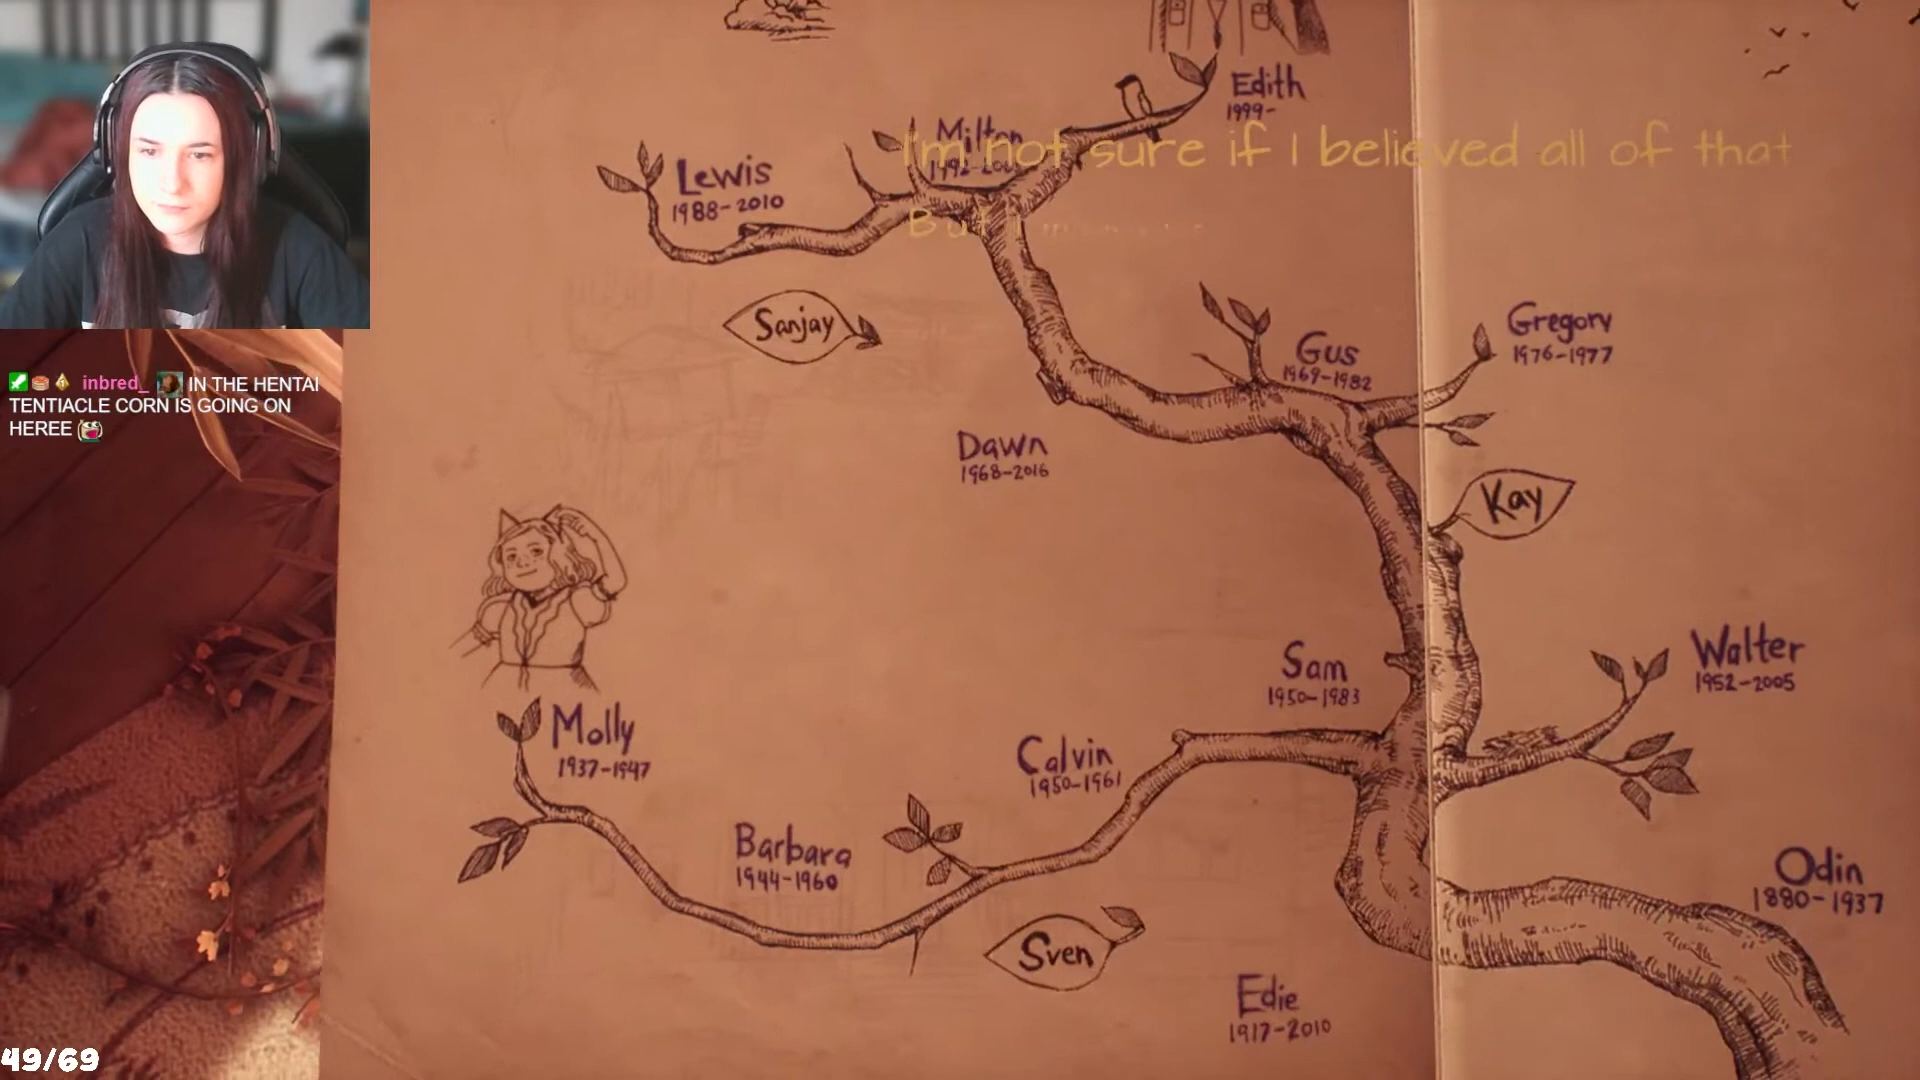 Edith
1999-
I'm not sure if I believed all of that
But I
Milton
Lewis
1988-2010
Sanjay
Gregory
1976-1977
Gus
1969-1982
inbred_ IN THE HENTAI
TENTIACLE CORN IS GOING ON
HEREE
Dawn
1968-2016
Kay
Walter
1952-2005
Sam
1950-1983
Molly
1937-1947
Calvin
1950-1961
Barbara
1944-1960
Odin
1880-1937
Sven
Edie
1917-2010
49/69